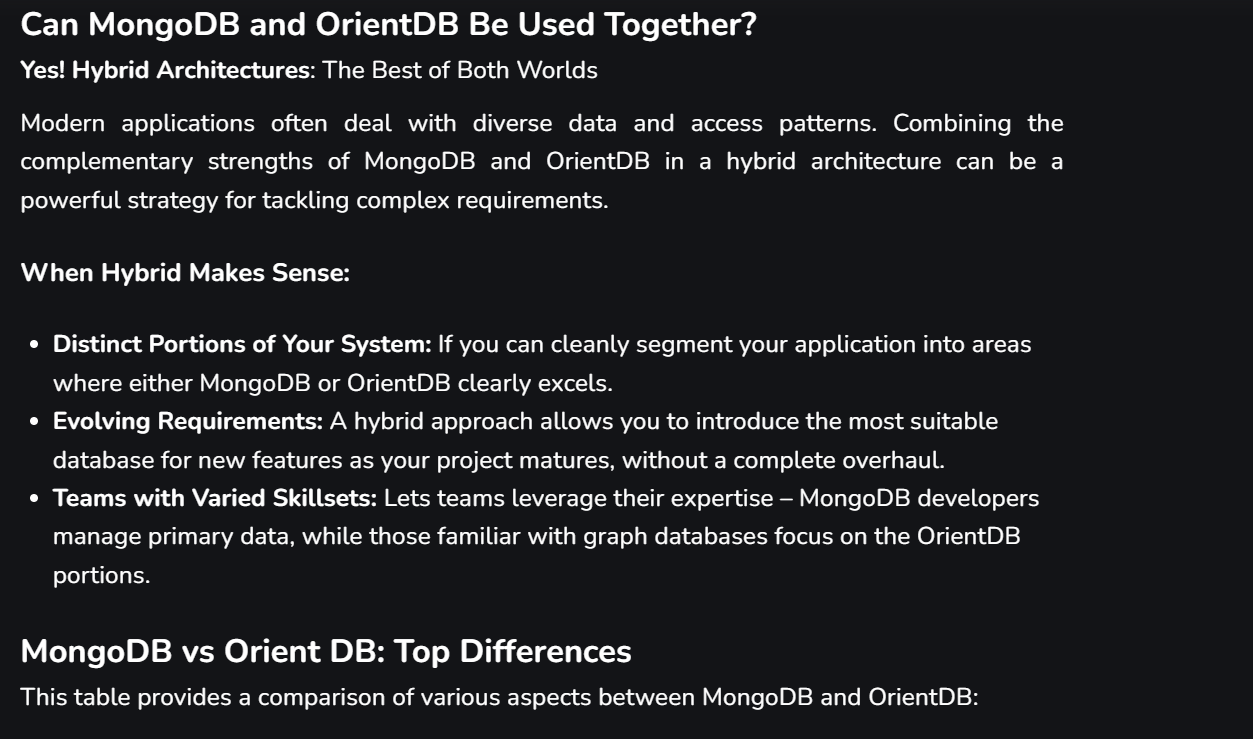 Can MongoDB and OrientDB Be Used Together?
Yes! Hybrid Architectures: The Best of Both Worlds
Modern applications often deal with diverse data and access patterns. Combining the
complementary strengths of MongoDB and OrientDB in a hybrid architecture can be a
powerful strategy for tackling complex requirements.
When Hybrid Makes Sense:
• Distinct Portions of Your System: If you can cleanly segment your application into areas
where either MongoDB or OrientDB clearly excels.
• Evolving Requirements: A hybrid approach allows you to introduce the most suitable
database for new features as your project matures, without a complete overhaul.
• Teams with Varied Skillsets: Lets teams leverage their expertise – MongoDB developers
manage primary data, while those familiar with graph databases focus on the OrientDB
portions.
MongoDB vs Orient DB: Top Differences
This table provides a comparison of various aspects between MongoDB and OrientDB: